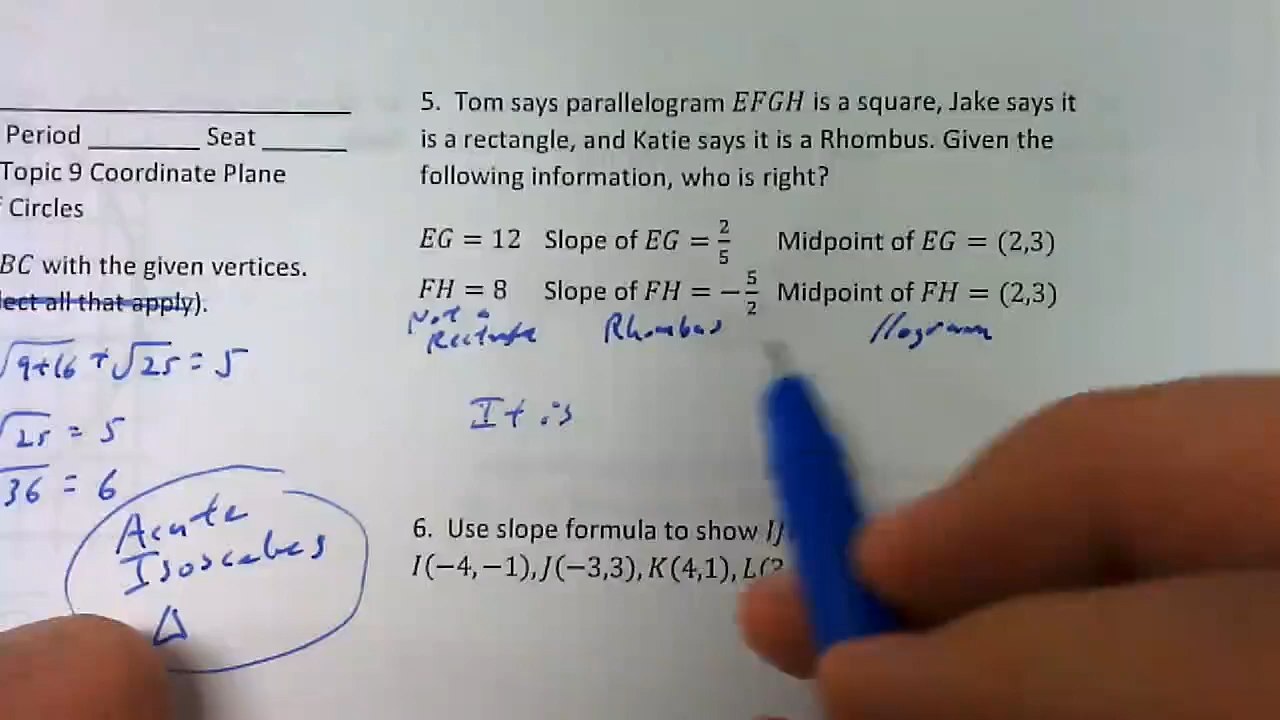 Period ________ Seat ______
Topic 9 Coordinate Plane
Circles
BC with the given vertices.
lect all that apply).
√9+16 + √25 = 5
√25 = 5
36 = 6
Acute
Isosceles
Δ
5. Tom says parallelogram EFGH is a square, Jake says it
is a rectangle, and Katie says it is a Rhombus. Given the
following information, who is right?
EG = 12 Slope of EG = 2/5 Midpoint of EG = (2,3)
FH = 8 Slope of FH = −5/2 Midpoint of FH = (2,3)
Not a Rhombus //logram
Rectangle
It is
6. Use slope formula to show IJ
I(−4,−1), J(−3,3), K(4,1), L(